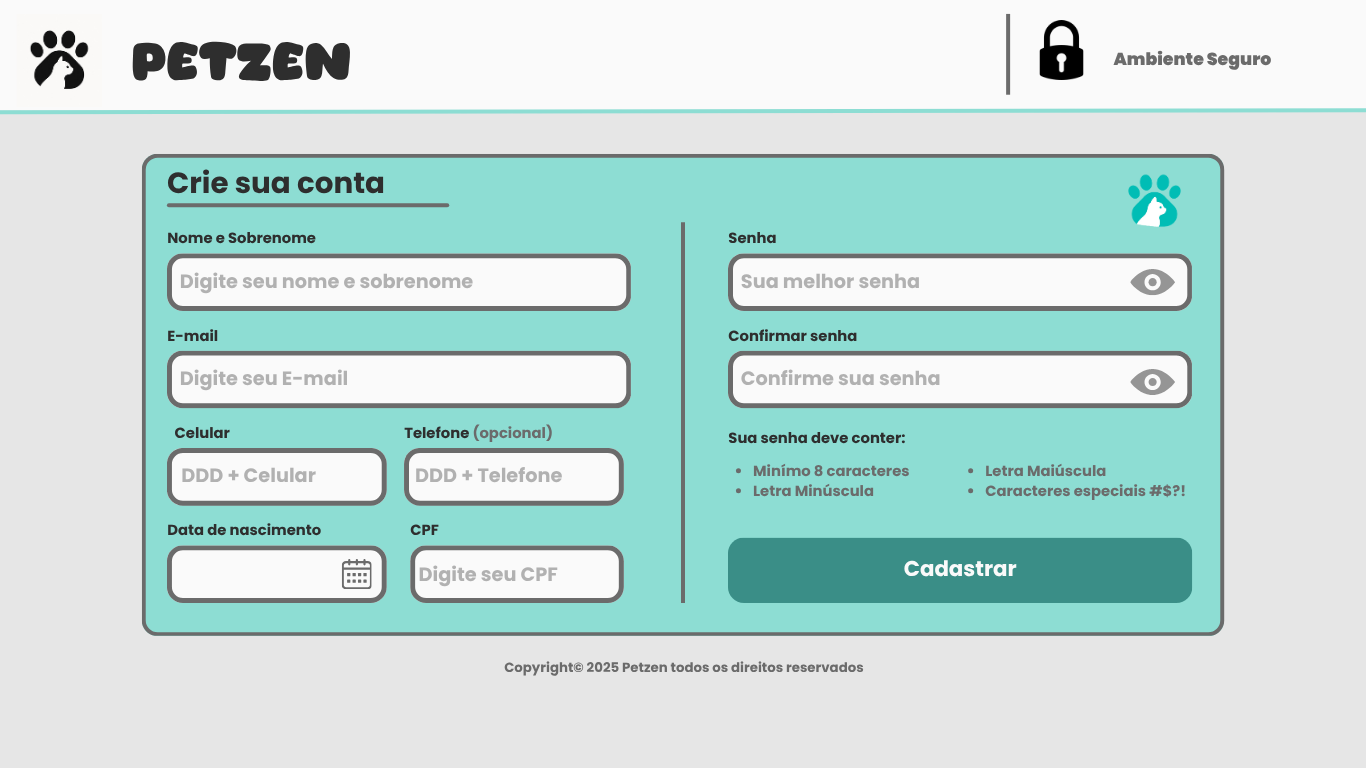 PETZEN
Ambiente Seguro
Crie sua conta
Nome e Sobrenome
Digite seu nome e sobrenome
E-mail
Digite seu E-mail
Celular
Telefone (opcional)
DDD + Celular
DDD + Telefone
Data de nascimento
CPF
Digite seu CPF
Senha
Sua melhor senha
Confirmar senha
Confirme sua senha
Sua senha deve conter:
• Minímo 8 caracteres
• Letra Minúscula
• Letra Maiúscula
• Caracteres especiais #$?!
Cadastrar
Copyright© 2025 Petzen todos os direitos reservados